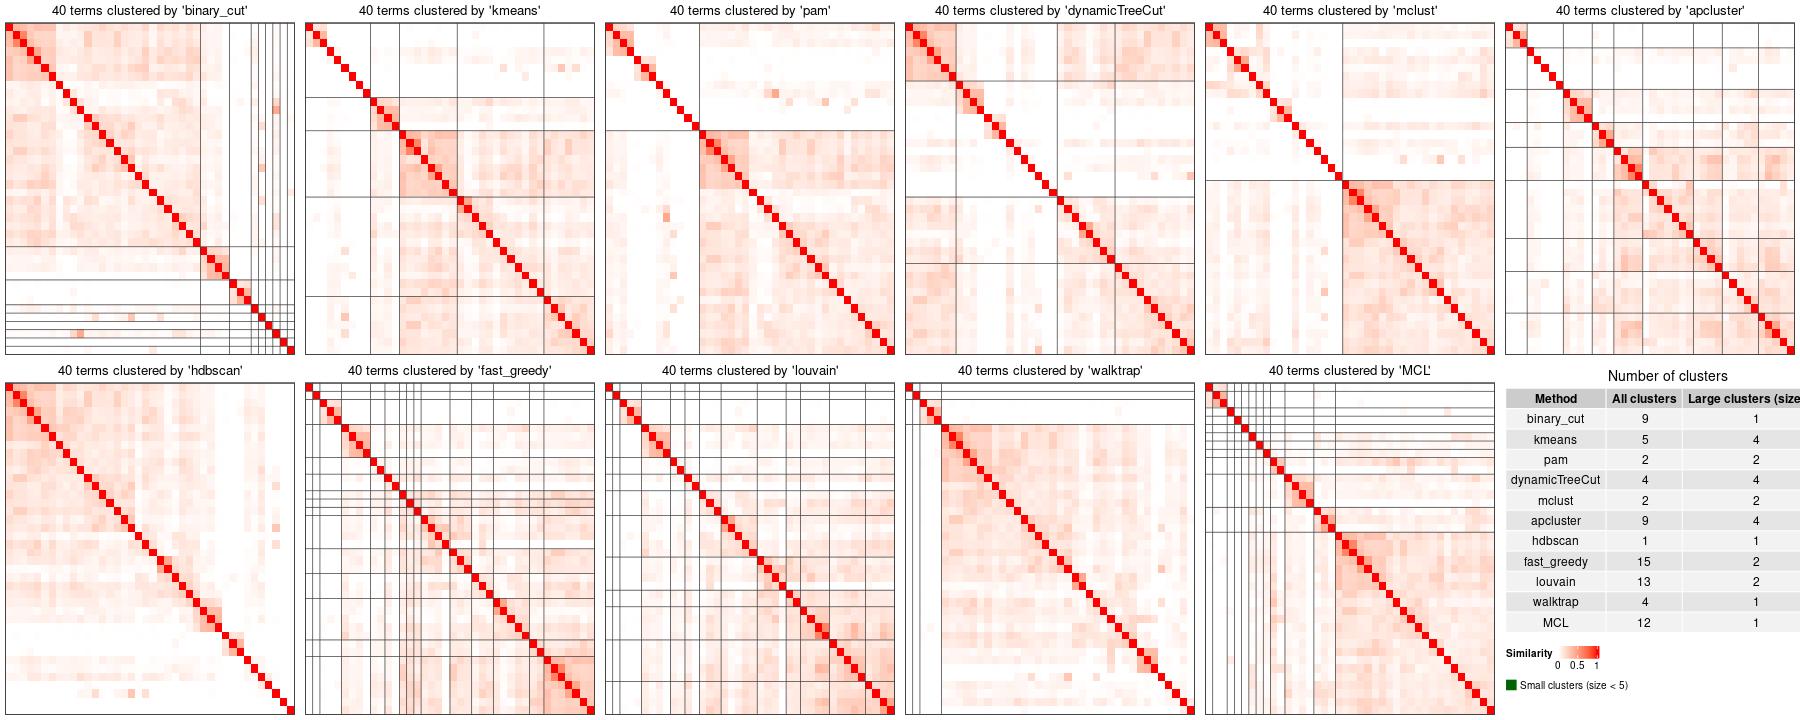 40 terms clustered by 'binary_cut'
40 terms clustered by 'kmeans'
40 terms clustered by 'pam'
40 terms clustered by 'dynamicTreeCut'
40 terms clustered by 'mclust'
40 terms clustered by 'apcluster'
40 terms clustered by 'hdbscan'
40 terms clustered by 'fast_greedy'
40 terms clustered by 'louvain'
40 terms clustered by 'walktrap'
40 terms clustered by 'MCL'
Number of clusters
Method All clusters Large clusters (size
binary_cut 9 1
kmeans 5 4
pam 2 2
dynamicTreeCut 4 4
mclust 2 2
apcluster 9 4
hdbscan 1 1
fast_greedy 15 2
louvain 13 2
walktrap 4 1
MCL 12 1
Similarity
0 0.5 1
Small clusters (size < 5)